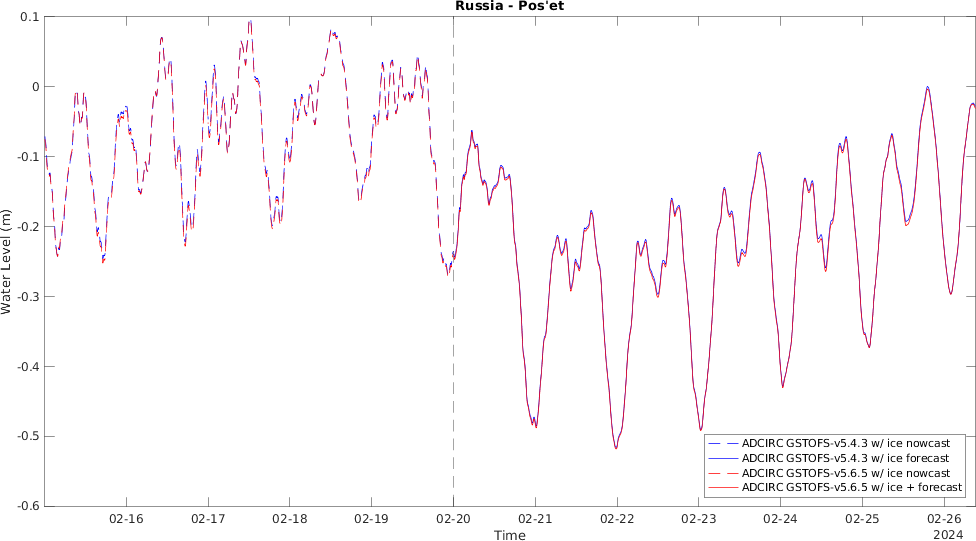 Russia - Pos'et
0.1
0
-0.1
-0.2
-0.3
-0.4
-0.5
-0.6
Water Level (m)
ADCIRC GSTOFS-v5.4.3 w/ ice nowcast
ADCIRC GSTOFS-v5.4.3 w/ ice forecast
ADCIRC GSTOFS-v5.6.5 w/ ice nowcast
ADCIRC GSTOFS-v5.6.5 w/ ice + forecast
02-16 02-17 02-18 02-19 02-20 02-21 02-22 02-23 02-24 02-25 02-26
Time
2024